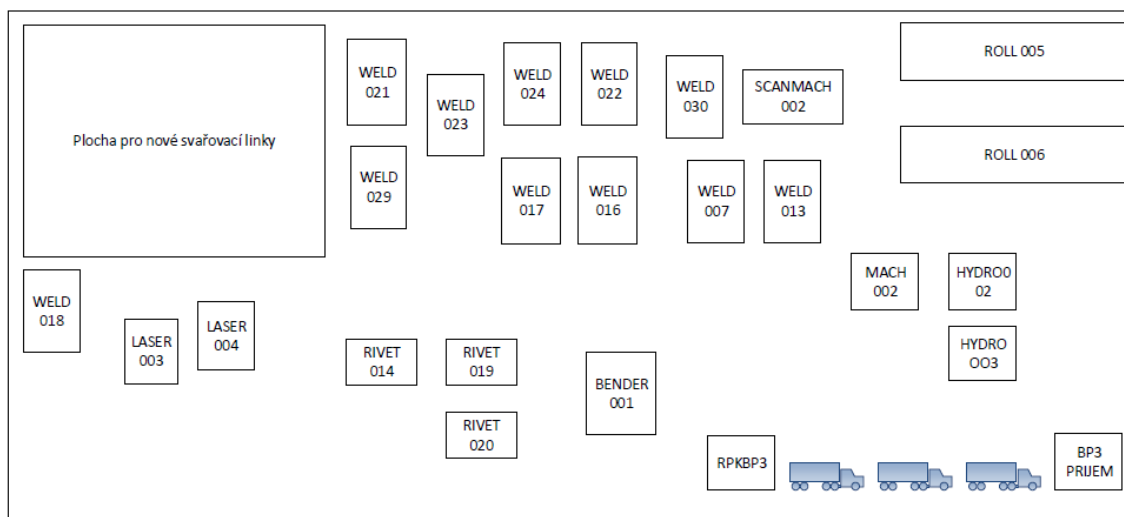 Plocha pro nové svařovací linky
WELD
021
WELD
023
WELD
024
WELD
022
WELD
030
SCANMACH
002
ROLL 005
ROLL 006
WELD
029
WELD
017
WELD
016
WELD
007
WELD
013
MACH
002
HYDRO0
02
HYDRO
OO3
WELD
018
LASER
003
LASER
004
RIVET
014
RIVET
019
RIVET
020
BENDER
001
RPKBP3
BP3
PRIJEM